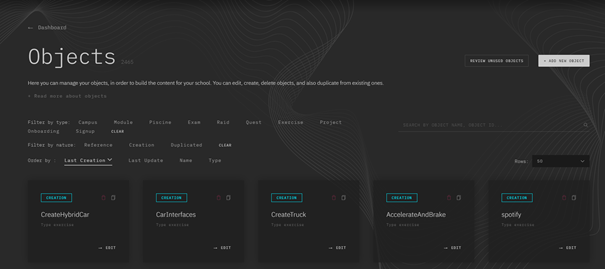 ← Dashboard
Objects
REVIEW UNUSED OBJECTS
+ ADD NEW OBJECT
Here you can manage your objects, in order to build the content for your school. You can edit, create, delete objects, and also duplicate from existing ones.
+ Read more about objects
Filter by type: Campus Module Piscine Exam Raid Quest Exercise Project
Onboarding Signup CLEAR
SEARCH BY OBJECT NAME, OBJECT ID
Filter by nature: Reference Creation Duplicated CLEAR
Order by : Last Creation Last Update Name Type
Rows:
CREATION
CreateHybridCar
Type exercise
→ EDIT
CREATION
CarInterfaces
Type exercise
→ EDIT
CREATION
CreateTruck
Type exercise
→ EDIT
CREATION
AccelerateAndBrake
Type exercise
→ EDIT
CREATION
spotify
Type exercise
→ EDIT